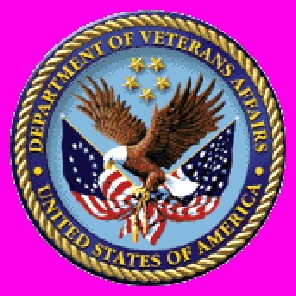 DEPARTMENT OF VETERANS AFFAIRS
UNITED STATES OF AMERICA